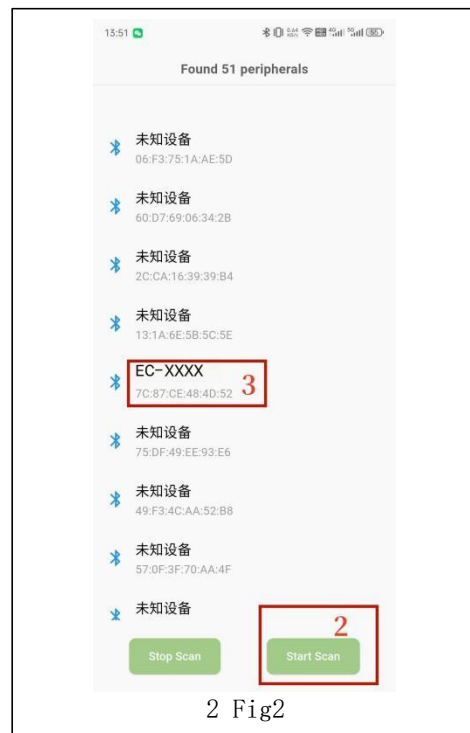 13:51
Found 51 peripherals
未知设备
06:F3:75:1A:AE:5D
未知设备
60:D7:69:06:34:2B
未知设备
2C:CA:16:39:39:B4
未知设备
13:1A:6E:5B:5C:5E
EC-XXXX
7C:87:CE:48:4D:52
3
未知设备
75:DF:49:EE:93:E6
未知设备
49:F3:4C:AA:52:B8
未知设备
57:0F:3F:70:AA:4F
未知设备
2
Stop Scan
Start Scan
2 Fig2